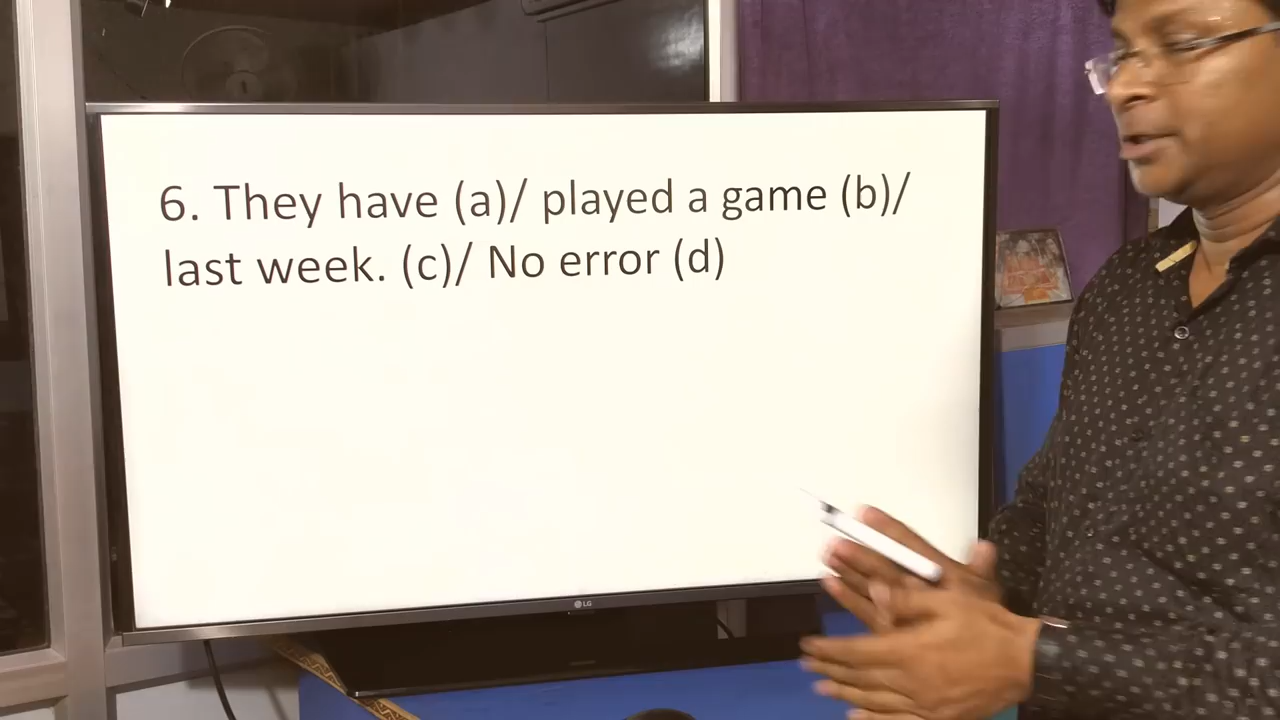 6. They have (a)/ played a game (b)/
last week. (c)/ No error (d)
LG